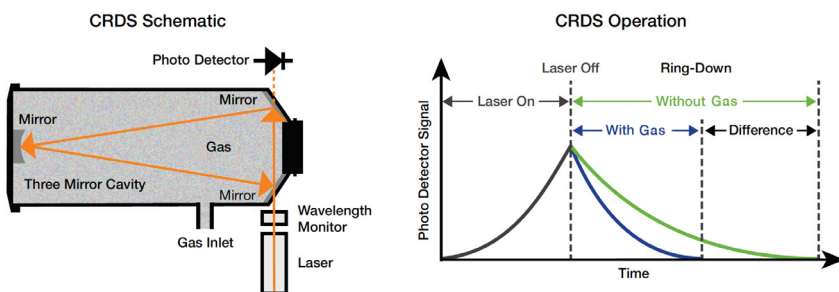 CRDS Schematic
Photo Detector
Mirror
Mirror
Gas
Three Mirror Cavity
Mirror
Gas Inlet
Wavelength
Monitor
Laser
CRDS Operation
Laser Off
Ring-Down
Laser On
Without Gas
With Gas
Difference
Photo Detector Signal
Time